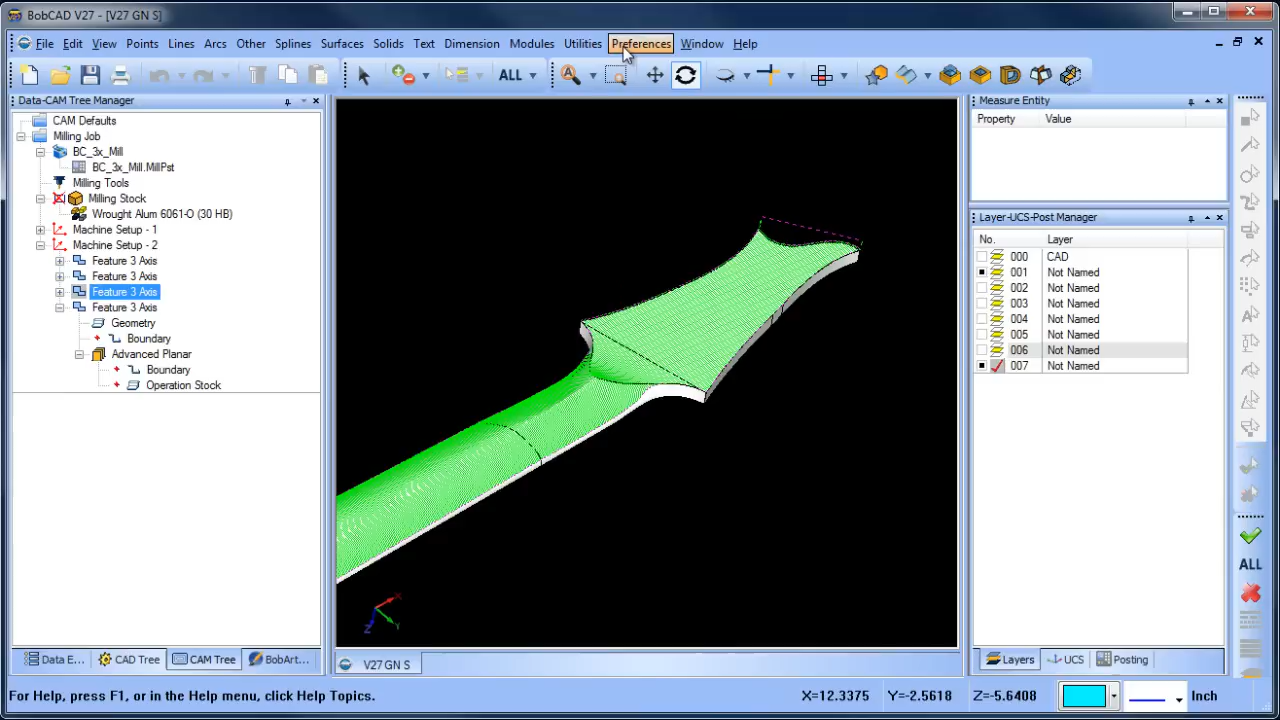 BobCAD V27 - [V27 GN S]
File Edit View Points Lines Arcs Other Splines Surfaces Solids Text Dimension Modules Utilities Preferences Window Help
ALL
Data-CAM Tree Manager
CAM Defaults
Milling Job
BC_3x_Mill
BC_3x_Mill.MillPst
Milling Tools
Milling Stock
Wrought Alum 6061-O (30 HB)
Machine Setup - 1
Machine Setup - 2
Feature 3 Axis
Feature 3 Axis
Feature 3 Axis
Feature 3 Axis
Geometry
Boundary
Advanced Planar
Boundary
Operation Stock
Data E... CAD Tree CAM Tree BobArt...
X
Y
Z
V27 GN S
Measure Entity
Property Value
Layer-UCS-Post Manager
No. Layer
000 CAD
001 Not Named
002 Not Named
003 Not Named
004 Not Named
005 Not Named
006 Not Named
007 Not Named
Layers UCS Posting
ALL
For Help, press F1, or in the Help menu, click Help Topics. X=12.3375 Y=-2.5618 Z=-5.6408 Inch